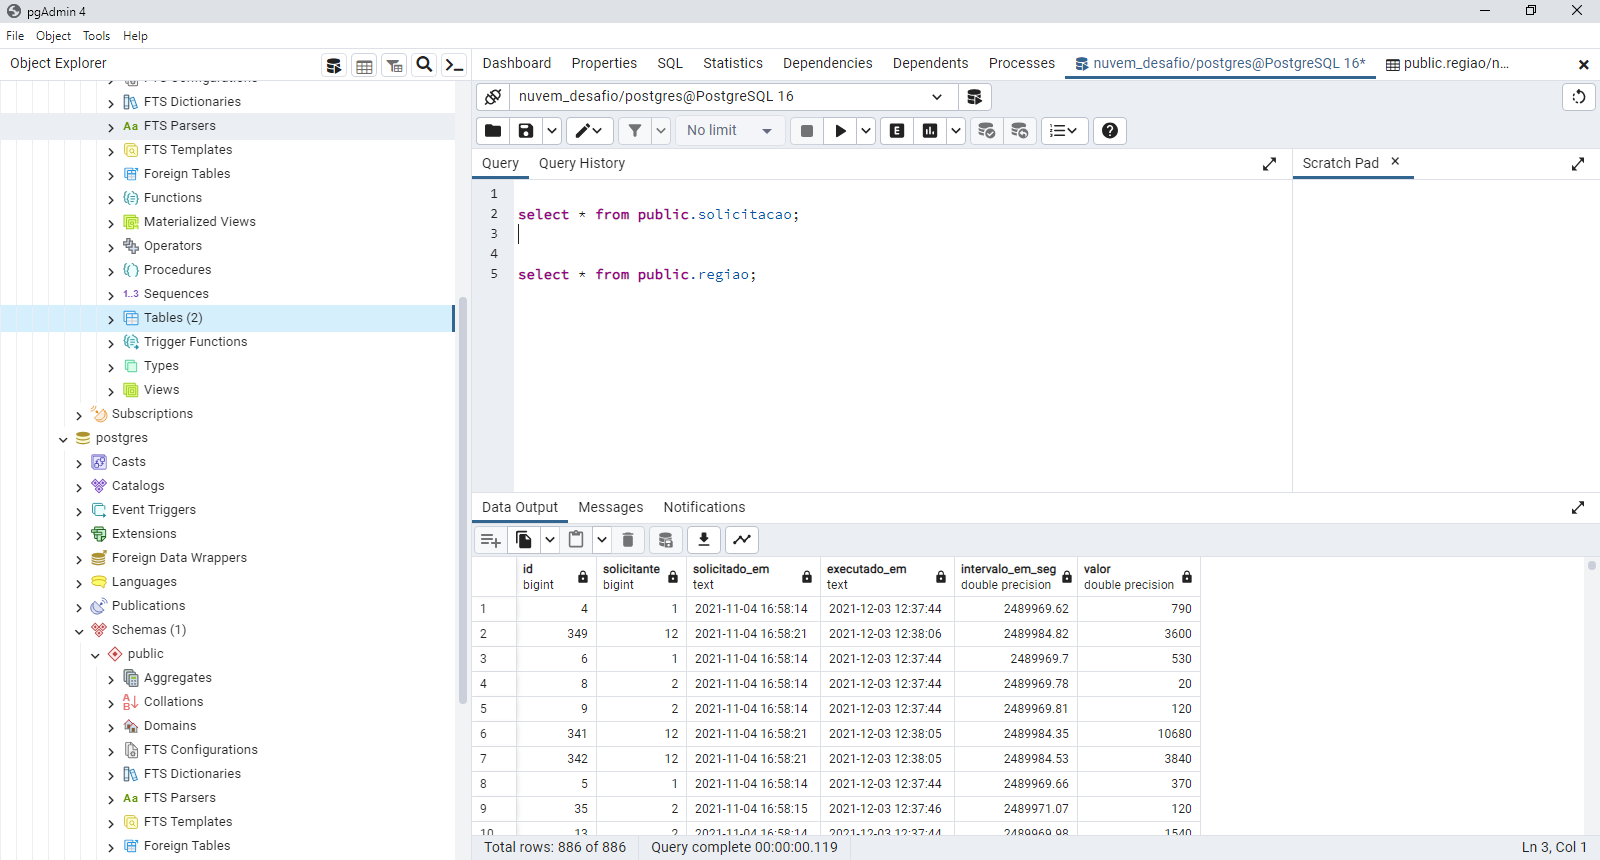 pgAdmin 4
File Object Tools Help
Object Explorer
FTS Configurations
FTS Dictionaries
Aa FTS Parsers
FTS Templates
Foreign Tables
Functions
Materialized Views
Operators
Procedures
1..3 Sequences
Tables (2)
Trigger Functions
Types
Views
Subscriptions
postgres
Casts
Catalogs
Event Triggers
Extensions
Foreign Data Wrappers
Languages
Publications
Schemas (1)
public
Aggregates
Collations
Domains
FTS Configurations
FTS Dictionaries
Aa FTS Parsers
FTS Templates
Foreign Tables
Dashboard Properties SQL Statistics Dependencies Dependents Processes nuvem_desafio/postgres@PostgreSQL 16* public.regiao/n...
nuvem_desafio/postgres@PostgreSQL 16
No limit E
Query Query History Scratch Pad
1
2 select * from public.solicitacao;
3
4
5 select * from public.regiao;
Data Output Messages Notifications
id solicitante solicitado_em executado_em intervalo_em_seg valor
bigint bigint text text double precision double precision
1 4 1 2021-11-04 16:58:14 2021-12-03 12:37:44 2489969.62 790
2 349 12 2021-11-04 16:58:21 2021-12-03 12:38:06 2489984.82 3600
3 6 1 2021-11-04 16:58:14 2021-12-03 12:37:44 2489969.7 530
4 8 2 2021-11-04 16:58:14 2021-12-03 12:37:44 2489969.78 20
5 9 2 2021-11-04 16:58:14 2021-12-03 12:37:44 2489969.81 120
6 341 12 2021-11-04 16:58:21 2021-12-03 12:38:05 2489984.35 10680
7 342 12 2021-11-04 16:58:21 2021-12-03 12:38:05 2489984.53 3840
8 5 1 2021-11-04 16:58:14 2021-12-03 12:37:44 2489969.66 370
9 35 2 2021-11-04 16:58:15 2021-12-03 12:37:46 2489971.07 120
10 13 2 2021-11-04 16:58:14 2021-12-03 12:37:44 2489969.98 1540
Total rows: 886 of 886 Query complete 00:00:00.119 Ln 3, Col 1